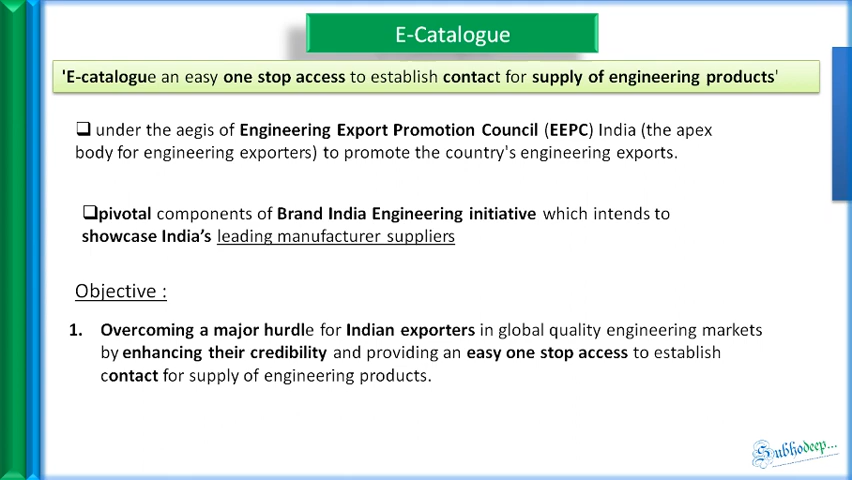 E-Catalogue
'E-catalogue an easy one stop access to establish contact for supply of engineering products'
❑ under the aegis of Engineering Export Promotion Council (EEPC) India (the apex
body for engineering exporters) to promote the country's engineering exports.
❑pivotal components of Brand India Engineering initiative which intends to
showcase India’s leading manufacturer suppliers
Objective :
1. Overcoming a major hurdle for Indian exporters in global quality engineering markets
by enhancing their credibility and providing an easy one stop access to establish
contact for supply of engineering products.
Subhodeep...